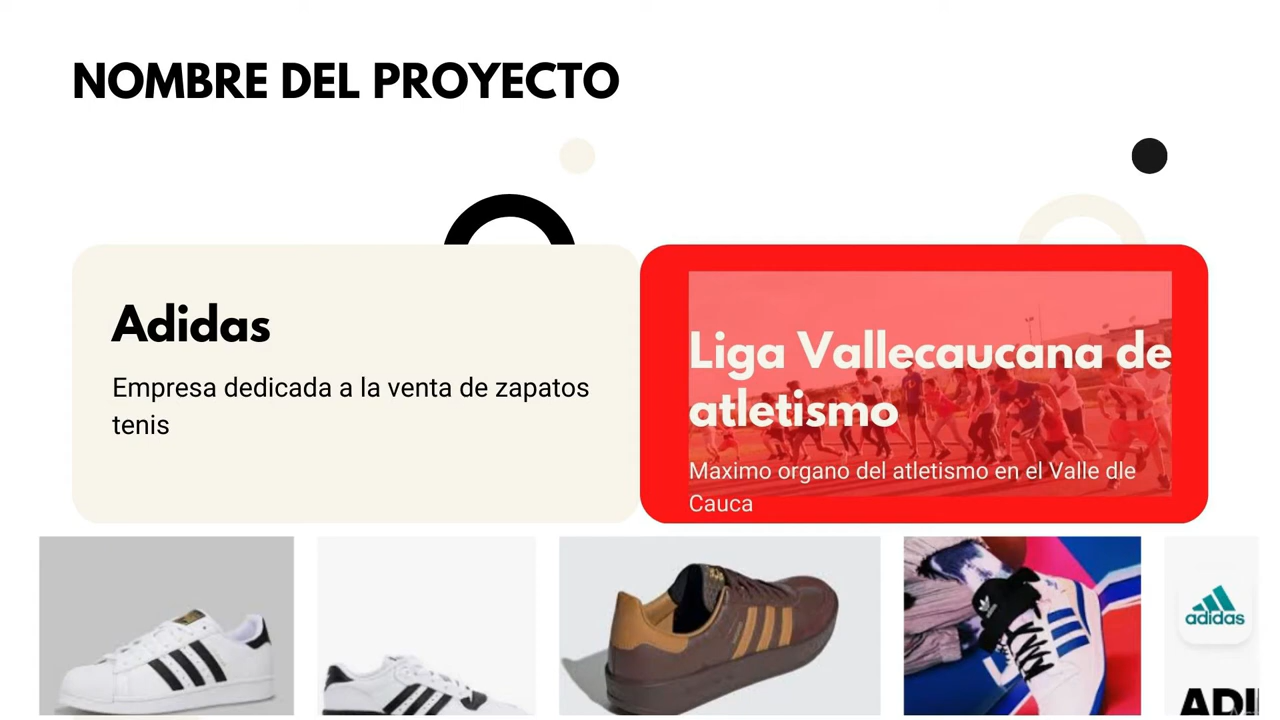 NOMBRE DEL PROYECTO
Adidas
Empresa dedicada a la venta de zapatos
tenis
Liga Vallecaucana de
atletismo
Maximo organo del atletismo en el Valle dle
Cauca
adidas
ADI